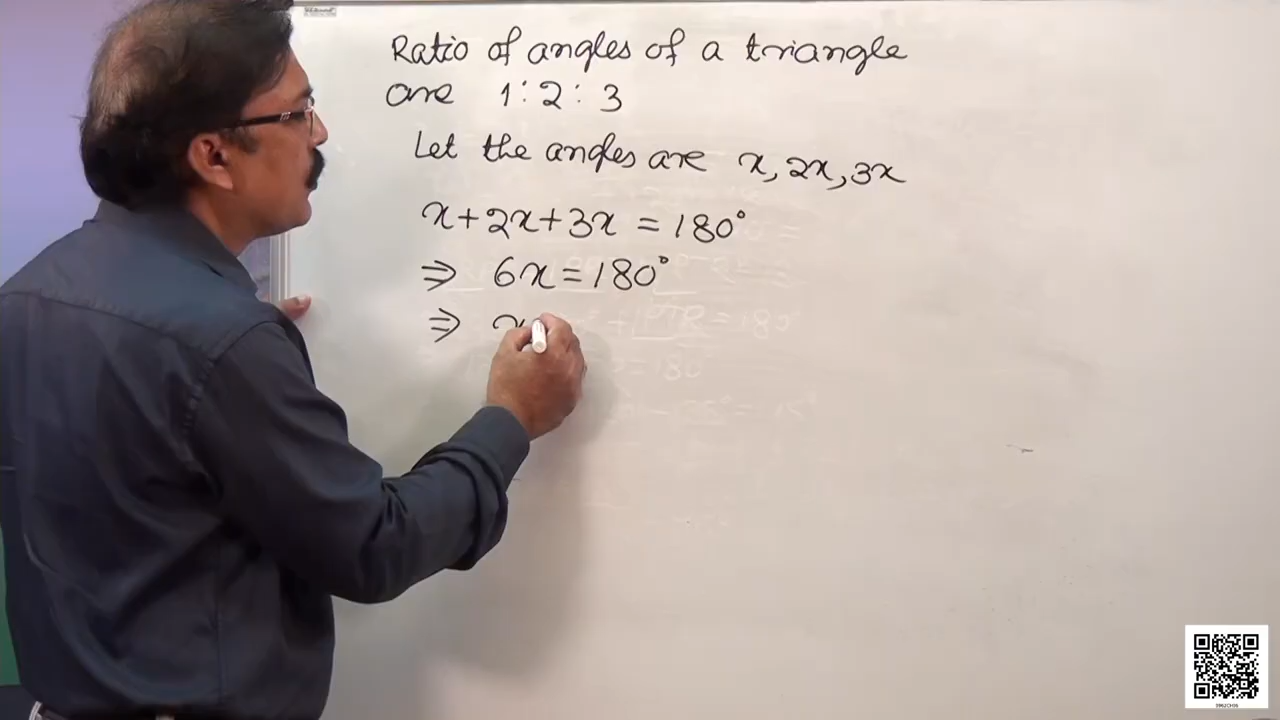 Ratio of angles of a triangle
are 1:2:3
Let the angles are x, 2x, 3x
x+2x+3x = 180°
⇒ 6x = 180°
⇒ x